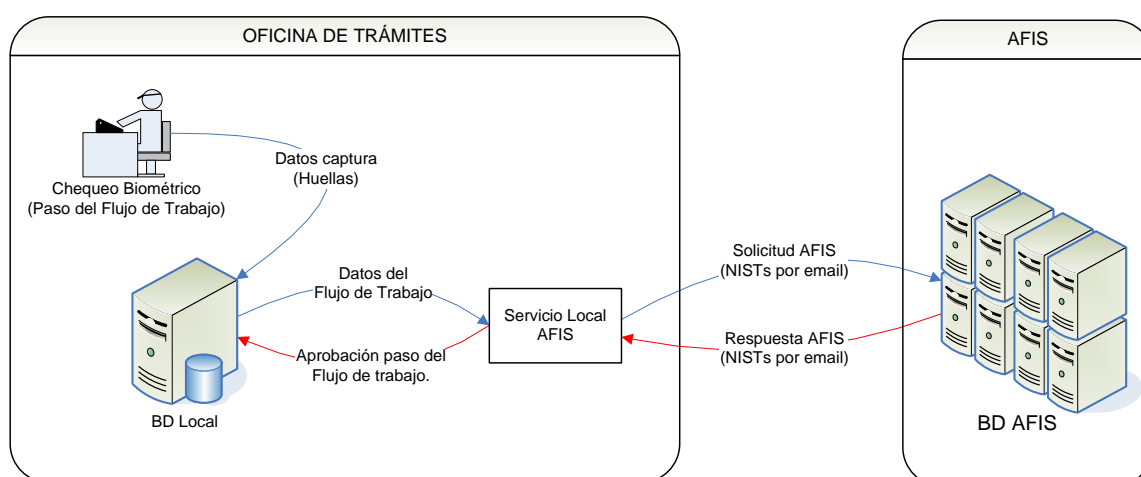 OFICINA DE TRÁMITES
AFIS
Chequeo Biométrico
(Paso del Flujo de Trabajo)
Datos captura
(Huellas)
Datos del
Flujo de Trabajo
Aprobación paso del
Flujo de trabajo.
BD Local
Servicio Local
AFIS
Solicitud AFIS
(NISTs por email)
Respuesta AFIS
(NISTs por email)
BD AFIS